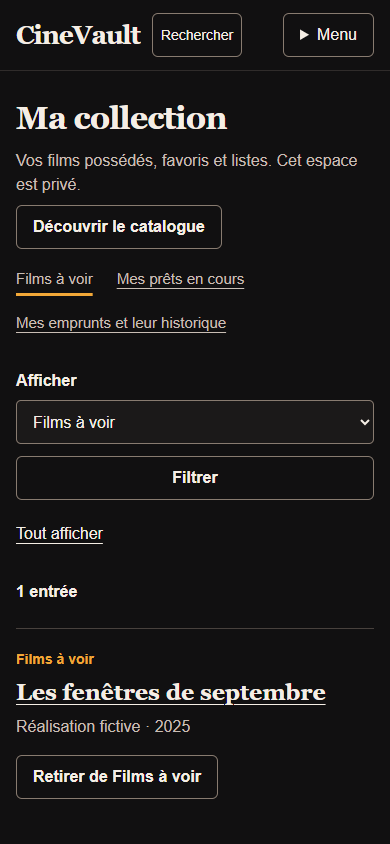 CineVault
Rechercher
Menu
Ma collection
Vos films possédés, favoris et listes. Cet espace
est privé.
Découvrir le catalogue
Films à voir
Mes prêts en cours
Mes emprunts et leur historique
Afficher
Films à voir
Filtrer
Tout afficher
1 entrée
Films à voir
Les fenêtres de septembre
Réalisation fictive · 2025
Retirer de Films à voir